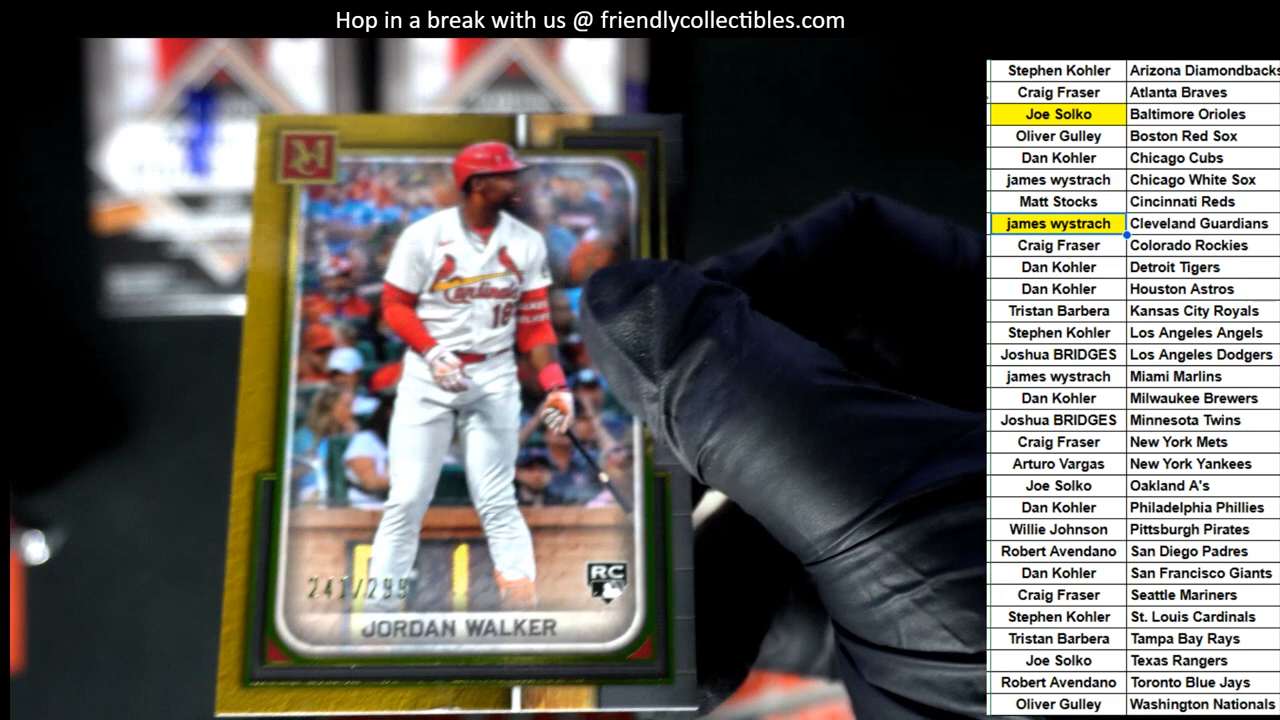 Hop in a break with us @ friendlycollectibles.com
Stephen Kohler Arizona Diamondbacks
Craig Fraser Atlanta Braves
Joe Solko Baltimore Orioles
Oliver Gulley Boston Red Sox
Dan Kohler Chicago Cubs
james wystrach Chicago White Sox
Matt Stocks Cincinnati Reds
james wystrach Cleveland Guardians
Craig Fraser Colorado Rockies
Dan Kohler Detroit Tigers
Dan Kohler Houston Astros
Tristan Barbera Kansas City Royals
Stephen Kohler Los Angeles Angels
Joshua BRIDGES Los Angeles Dodgers
james wystrach Miami Marlins
Dan Kohler Milwaukee Brewers
Joshua BRIDGES Minnesota Twins
Craig Fraser New York Mets
Arturo Vargas New York Yankees
Joe Solko Oakland A's
Dan Kohler Philadelphia Phillies
Willie Johnson Pittsburgh Pirates
Robert Avendano San Diego Padres
Dan Kohler San Francisco Giants
Craig Fraser Seattle Mariners
Stephen Kohler St. Louis Cardinals
Tristan Barbera Tampa Bay Rays
Joe Solko Texas Rangers
Robert Avendano Toronto Blue Jays
Oliver Gulley Washington Nationals
M
Cardinals
18
RC
241/299
JORDAN WALKER